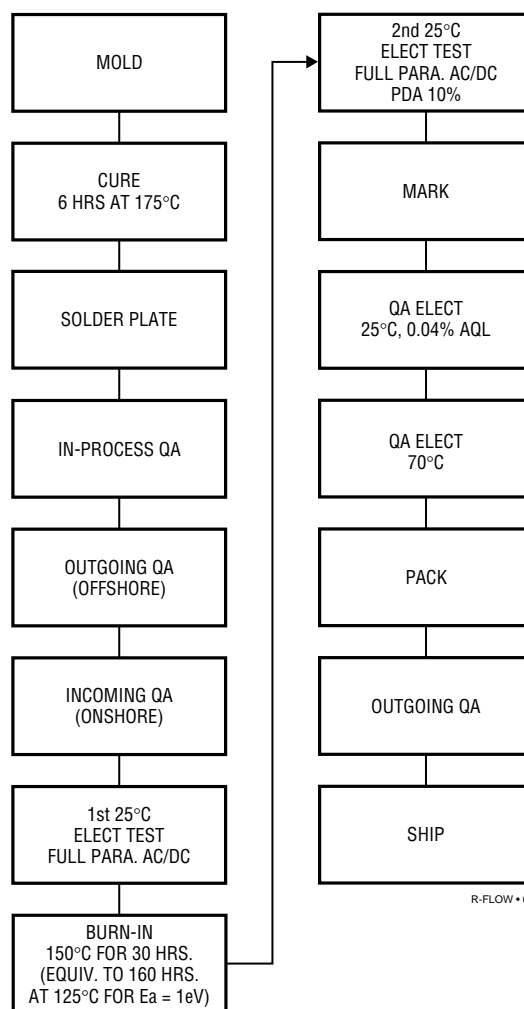 MOLD
CURE
6 HRS AT 175°C
SOLDER PLATE
IN-PROCESS QA
OUTGOING QA
(OFFSHORE)
INCOMING QA
(ONSHORE)
1st 25°C
ELECT TEST
FULL PARA. AC/DC
BURN-IN
150°C FOR 30 HRS.
(EQUIV. TO 160 HRS.
AT 125°C FOR Ea = 1eV)
2nd 25°C
ELECT TEST
FULL PARA. AC/DC
PDA 10%
MARK
QA ELECT
25°C, 0.04% AQL
QA ELECT
70°C
PACK
OUTGOING QA
SHIP
R-FLOW •